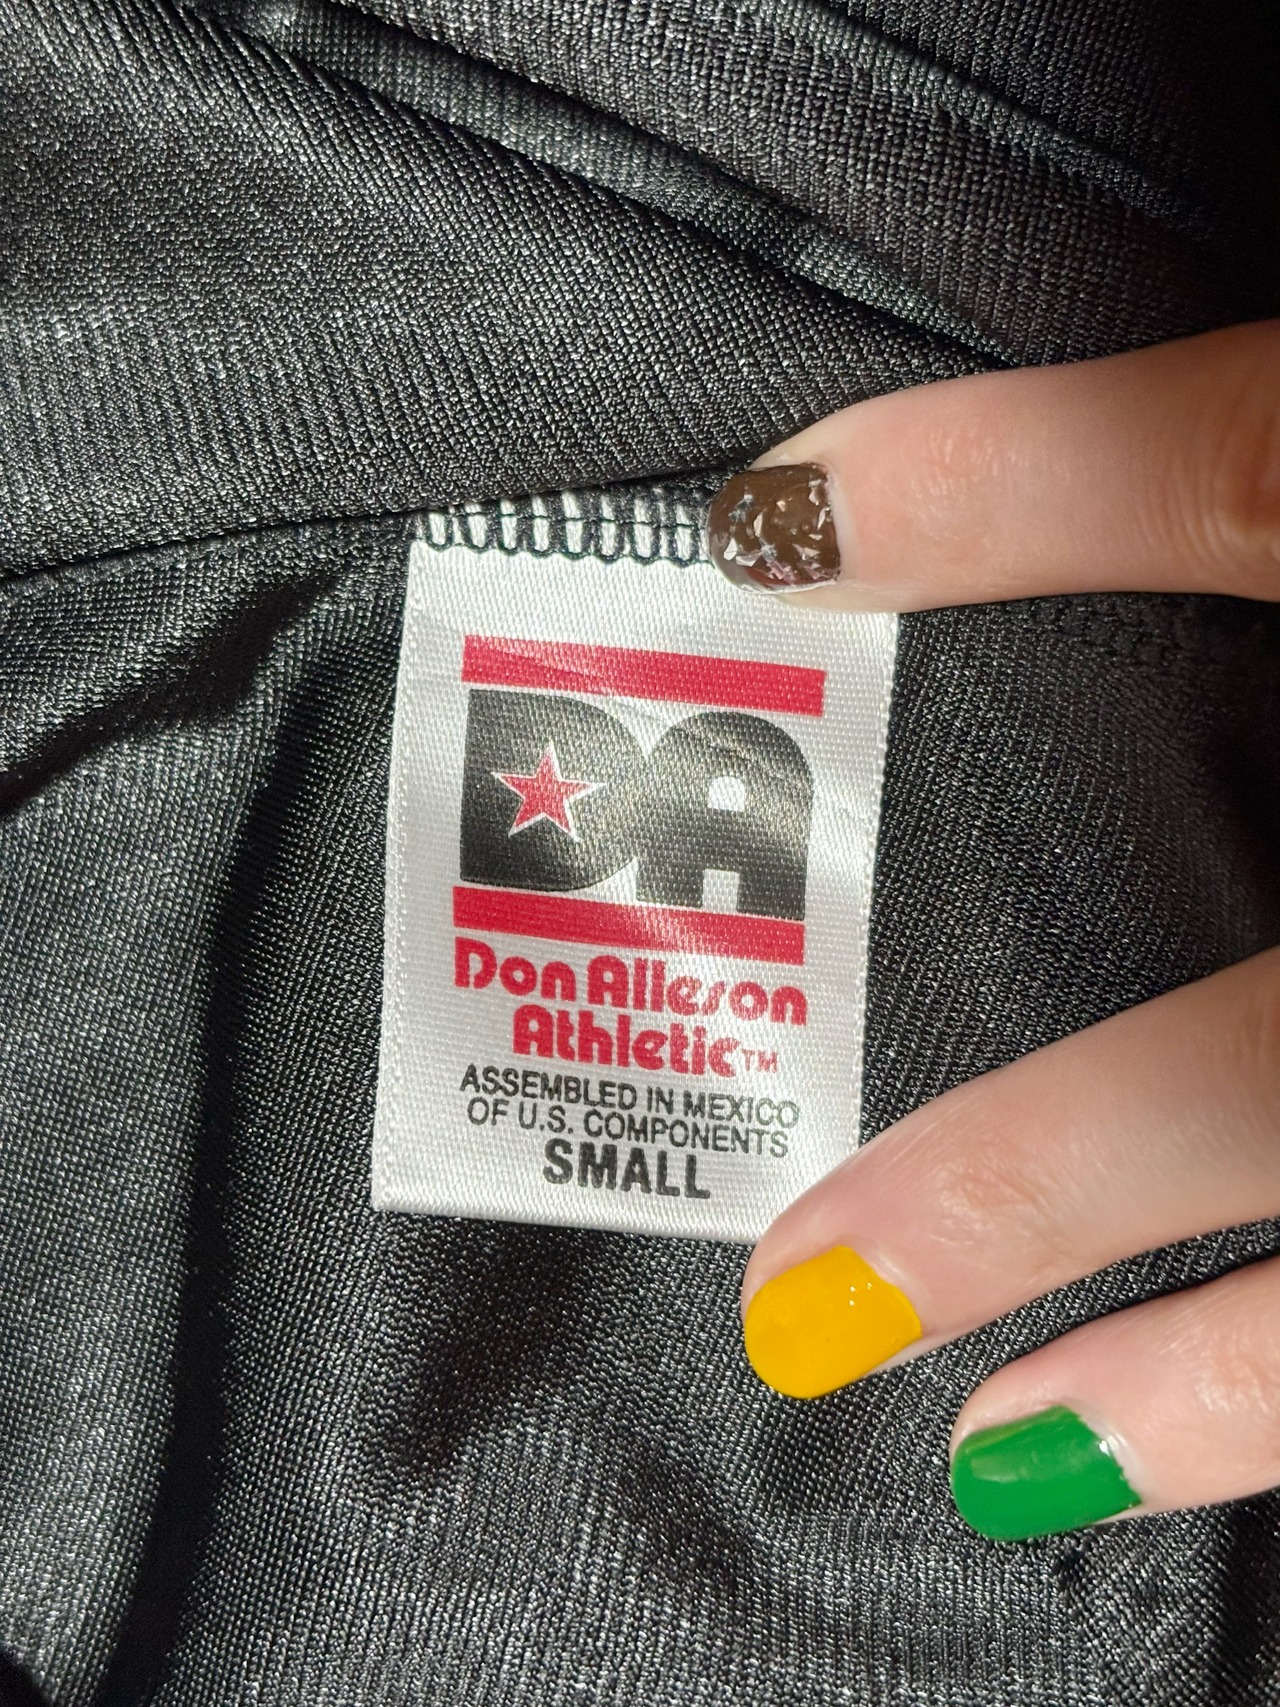 DA
Don Alleson
Athletic™
ASSEMBLED IN MEXICO
OF U.S. COMPONENTS
SMALL